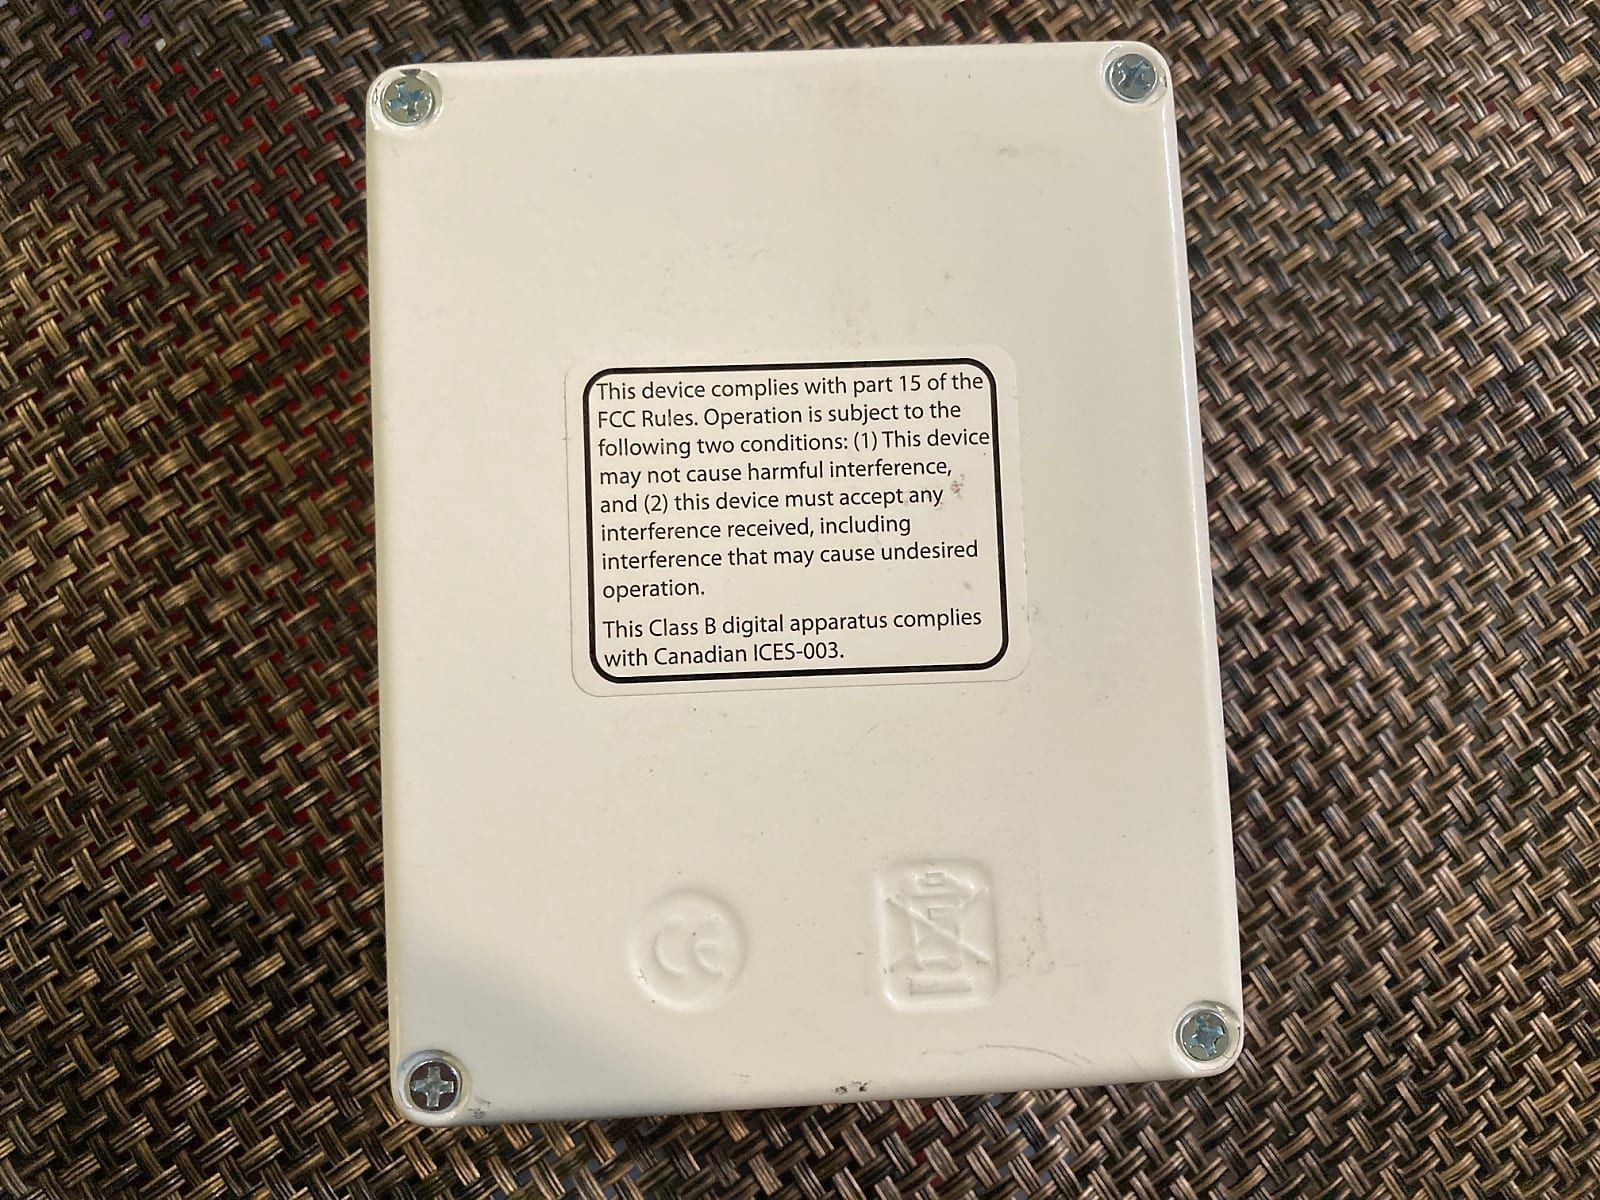 This device complies with part 15 of the
FCC Rules. Operation is subject to the
following two conditions: (1) This device
may not cause harmful interference,
and (2) this device must accept any
interference received, including
interference that may cause undesired
operation.
This Class B digital apparatus complies
with Canadian ICES-003.
CE